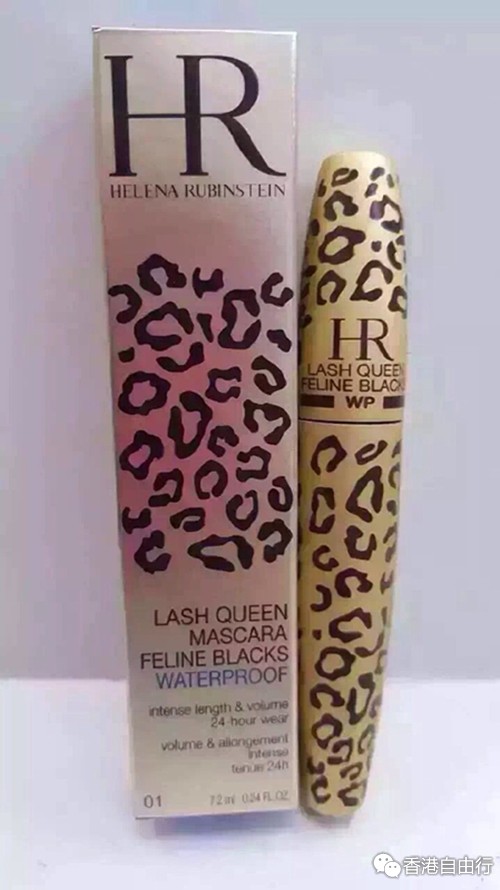 HR
HELENA RUBINSTEIN
LASH QUEEN
MASCARA
FELINE BLACKS
WATERPROOF
intense length & volume
24-hour wear
volume & allongement
intense
tenue 24h
01 7.2 ml 0.24 FL.OZ.
HR
LASH QUEEN
FELINE BLACKS
WP
香港自由行